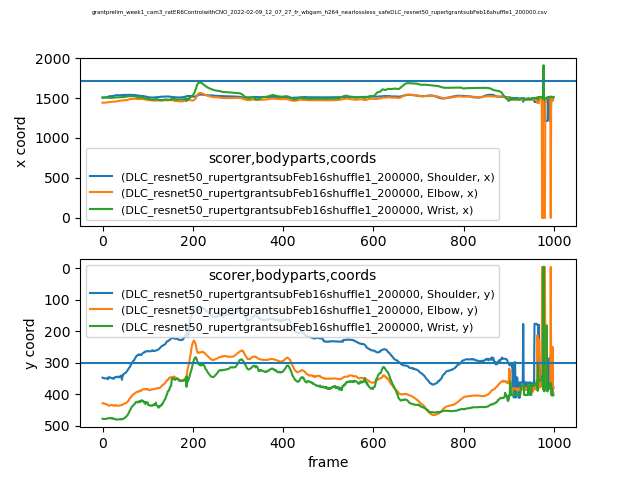 grantprelim_week1_cam3_ratER6ControlwithCNO_2022-02-09_12_07_27_fr_wbgam_h264_nearlossless_safeDLC_resnet50_rupertgrantsubFeb16shuffle1_200000.csv
2000
1500
1000
500
0
x coord
scorer,bodyparts,coords
(DLC_resnet50_rupertgrantsubFeb16shuffle1_200000, Shoulder, x)
(DLC_resnet50_rupertgrantsubFeb16shuffle1_200000, Elbow, x)
(DLC_resnet50_rupertgrantsubFeb16shuffle1_200000, Wrist, x)
0 200 400 600 800 1000
0
100
200
300
400
500
y coord
scorer,bodyparts,coords
(DLC_resnet50_rupertgrantsubFeb16shuffle1_200000, Shoulder, y)
(DLC_resnet50_rupertgrantsubFeb16shuffle1_200000, Elbow, y)
(DLC_resnet50_rupertgrantsubFeb16shuffle1_200000, Wrist, y)
0 200 400 600 800 1000
frame